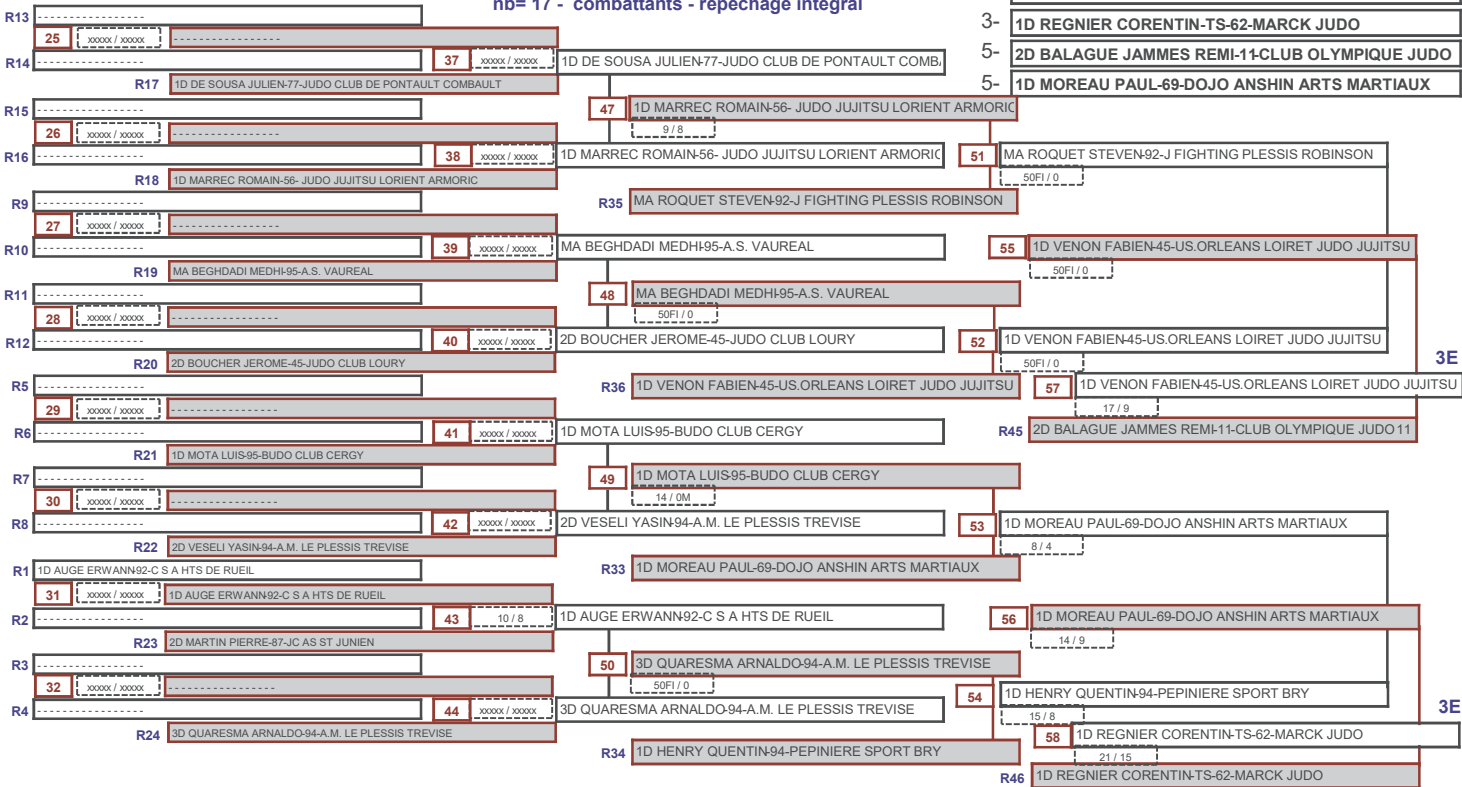 nb= 17 - combattants - repêchage intégral
3- 1D REGNIER CORENTIN-TS-62-MARCK JUDO
5- 2D BALAGUE JAMMES REMI-11-CLUB OLYMPIQUE JUDO
5- 1D MOREAU PAUL-69-DOJO ANSHIN ARTS MARTIAUX
R13 - - - - - - - - - - - - - - - -
25 xxxxx / xxxxx - - - - - - - - - - - - - - - -
R14 - - - - - - - - - - - - - - - - 37 xxxxx / xxxxx 1D DE SOUSA JULIEN-77-JUDO CLUB DE PONTAULT COMB
R17 1D DE SOUSA JULIEN-77-JUDO CLUB DE PONTAULT COMBAULT
R15 - - - - - - - - - - - - - - - - 47 1D MARREC ROMAIN-56- JUDO JUJITSU LORIENT ARMORIC
26 xxxxx / xxxxx - - - - - - - - - - - - - - - - 9 / 8
R16 - - - - - - - - - - - - - - - - 38 xxxxx / xxxxx 1D MARREC ROMAIN-56- JUDO JUJITSU LORIENT ARMORIC 51 MA ROQUET STEVEN-92-J FIGHTING PLESSIS ROBINSON
50FI / 0
R18 1D MARREC ROMAIN-56- JUDO JUJITSU LORIENT ARMORIC
R9 - - - - - - - - - - - - - - - - R35 MA ROQUET STEVEN-92-J FIGHTING PLESSIS ROBINSON
27 xxxxx / xxxxx - - - - - - - - - - - - - - - -
R10 - - - - - - - - - - - - - - - - 39 xxxxx / xxxxx MA BEGHDADI MEDHI-95-A.S. VAUREAL 55 1D VENON FABIEN-45-US.ORLEANS LOIRET JUDO JUJITSU
R19 MA BEGHDADI MEDHI-95-A.S. VAUREAL 50FI / 0
R11 - - - - - - - - - - - - - - - - 48 MA BEGHDADI MEDHI-95-A.S. VAUREAL
28 xxxxx / xxxxx - - - - - - - - - - - - - - - - 50FI / 0
R12 - - - - - - - - - - - - - - - - 40 xxxxx / xxxxx 2D BOUCHER JEROME-45-JUDO CLUB LOURY 52 1D VENON FABIEN-45-US.ORLEANS LOIRET JUDO JUJITSU
R20 2D BOUCHER JEROME-45-JUDO CLUB LOURY 50FI / 0 3E
R5 - - - - - - - - - - - - - - - - R36 1D VENON FABIEN-45-US.ORLEANS LOIRET JUDO JUJITSU 57 1D VENON FABIEN-45-US.ORLEANS LOIRET JUDO JUJITSU
29 xxxxx / xxxxx - - - - - - - - - - - - - - - - 17 / 9
R6 - - - - - - - - - - - - - - - - 41 xxxxx / xxxxx 1D MOTA LUIS-95-BUDO CLUB CERGY R45 2D BALAGUE JAMMES REMI-11-CLUB OLYMPIQUE JUDO 11
R21 1D MOTA LUIS-95-BUDO CLUB CERGY
R7 - - - - - - - - - - - - - - - - 49 1D MOTA LUIS-95-BUDO CLUB CERGY
30 xxxxx / xxxxx - - - - - - - - - - - - - - - - 14 / 0M
R8 - - - - - - - - - - - - - - - - 42 xxxxx / xxxxx 2D VESELI YASIN-94-A.M. LE PLESSIS TREVISE 53 1D MOREAU PAUL-69-DOJO ANSHIN ARTS MARTIAUX
R22 2D VESELI YASIN-94-A.M. LE PLESSIS TREVISE 8 / 4
R1 1D AUGE ERWANN-92-C S A HTS DE RUEIL R33 1D MOREAU PAUL-69-DOJO ANSHIN ARTS MARTIAUX
31 xxxxx / xxxxx 1D AUGE ERWANN-92-C S A HTS DE RUEIL
R2 - - - - - - - - - - - - - - - - 43 10 / 8 1D AUGE ERWANN-92-C S A HTS DE RUEIL 56 1D MOREAU PAUL-69-DOJO ANSHIN ARTS MARTIAUX
R23 2D MARTIN PIERRE-87-JC AS ST JUNIEN 14 / 9
R3 - - - - - - - - - - - - - - - - 50 3D QUARESMA ARNALDO-94-A.M. LE PLESSIS TREVISE
32 xxxxx / xxxxx - - - - - - - - - - - - - - - - 50FI / 0
R4 - - - - - - - - - - - - - - - - 44 xxxxx / xxxxx 3D QUARESMA ARNALDO-94-A.M. LE PLESSIS TREVISE 54 1D HENRY QUENTIN-94-PEPINIERE SPORT BRY
15 / 8 3E
R24 3D QUARESMA ARNALDO-94-A.M. LE PLESSIS TREVISE 58 1D REGNIER CORENTIN-TS-62-MARCK JUDO
R34 1D HENRY QUENTIN-94-PEPINIERE SPORT BRY 21 / 15
R46 1D REGNIER CORENTIN-TS-62-MARCK JUDO